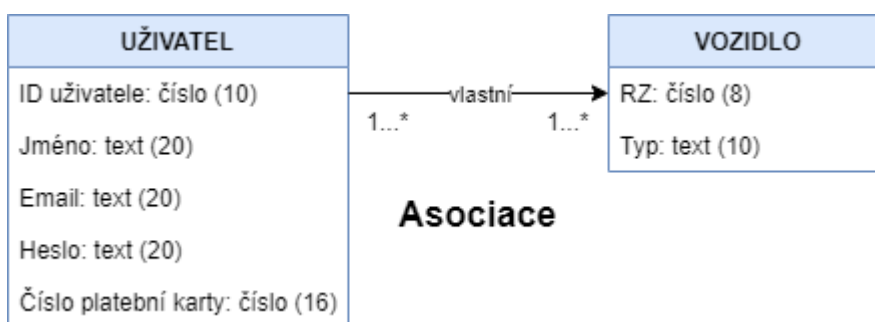 UŽIVATEL
ID uživatele: číslo (10)
Jméno: text (20)
Email: text (20)
Heslo: text (20)
Číslo platební karty: číslo (16)
vlastní
1...*
1...*
Asociace
VOZIDLO
RZ: číslo (8)
Typ: text (10)